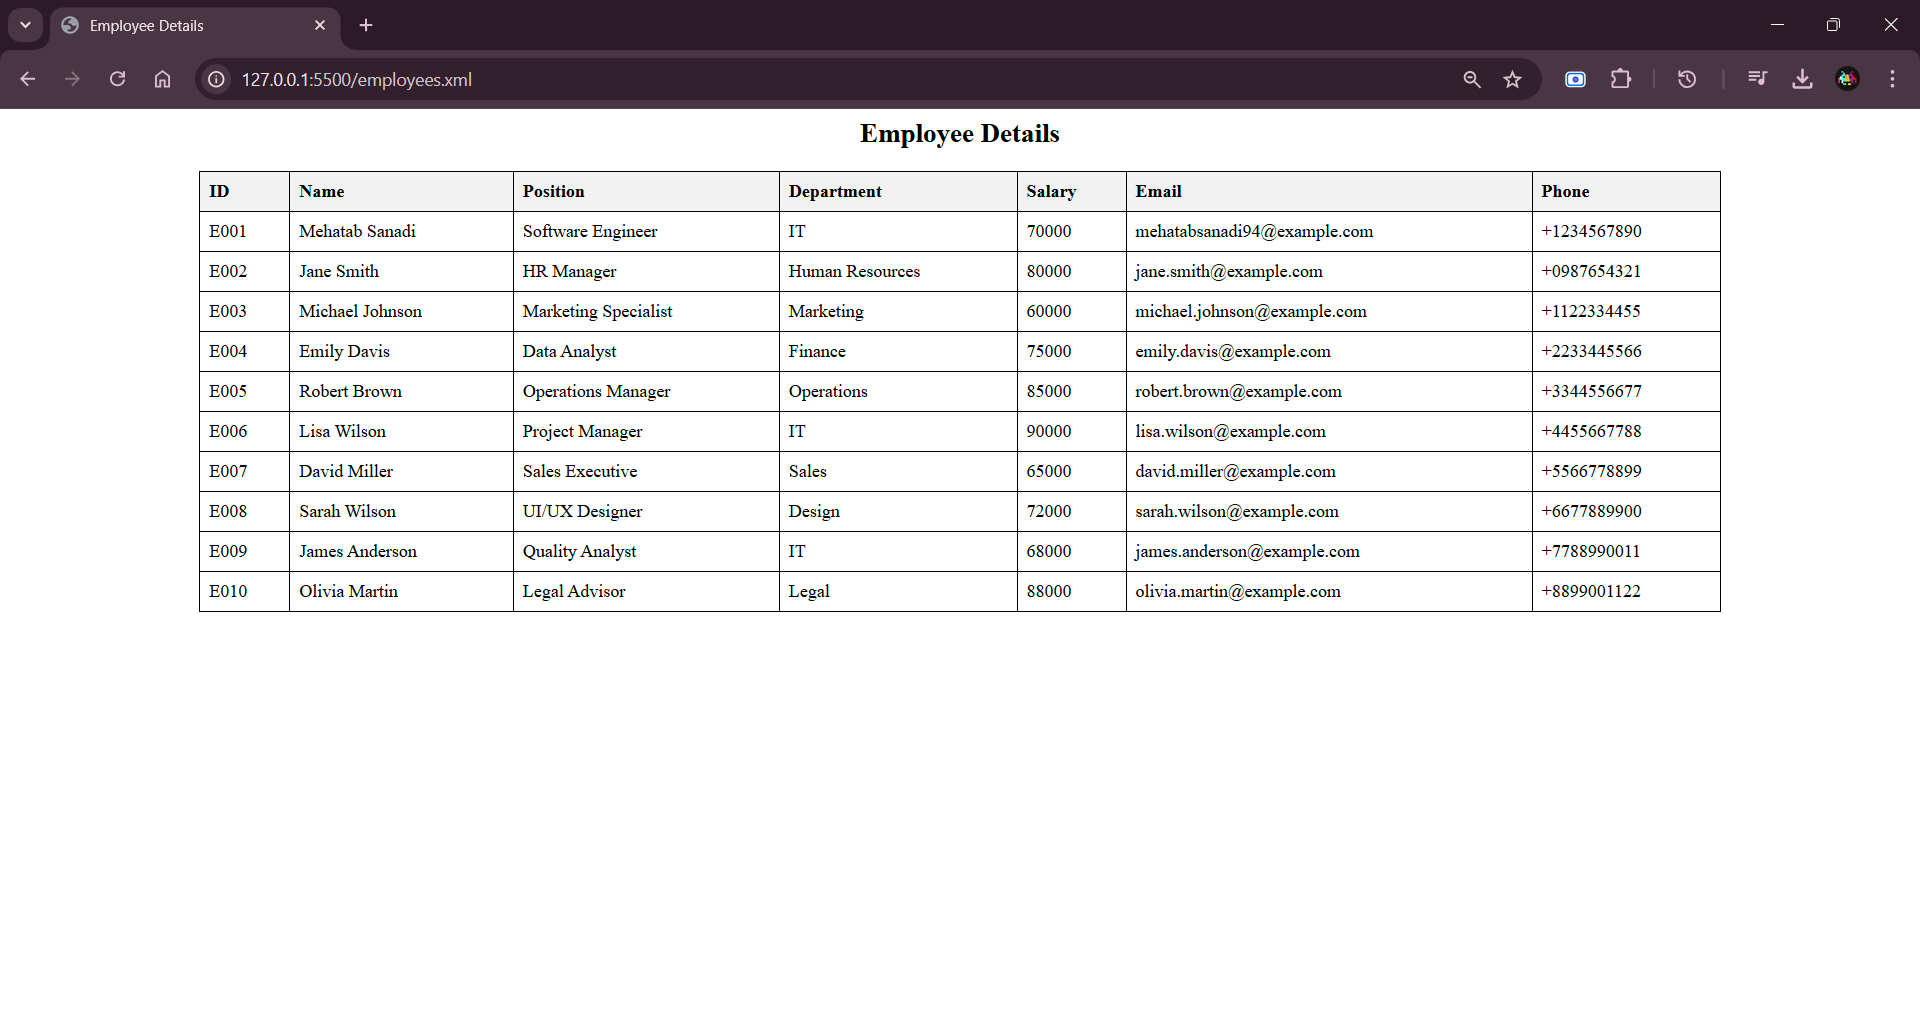 Employee Details
127.0.0.1:5500/employees.xml
Employee Details
ID Name Position Department Salary Email Phone
E001 Mehatab Sanadi Software Engineer IT 70000 mehatabsanadi94@example.com +1234567890
E002 Jane Smith HR Manager Human Resources 80000 jane.smith@example.com +0987654321
E003 Michael Johnson Marketing Specialist Marketing 60000 michael.johnson@example.com +1122334455
E004 Emily Davis Data Analyst Finance 75000 emily.davis@example.com +2233445566
E005 Robert Brown Operations Manager Operations 85000 robert.brown@example.com +3344556677
E006 Lisa Wilson Project Manager IT 90000 lisa.wilson@example.com +4455667788
E007 David Miller Sales Executive Sales 65000 david.miller@example.com +5566778899
E008 Sarah Wilson UI/UX Designer Design 72000 sarah.wilson@example.com +6677889900
E009 James Anderson Quality Analyst IT 68000 james.anderson@example.com +7788990011
E010 Olivia Martin Legal Advisor Legal 88000 olivia.martin@example.com +8899001122